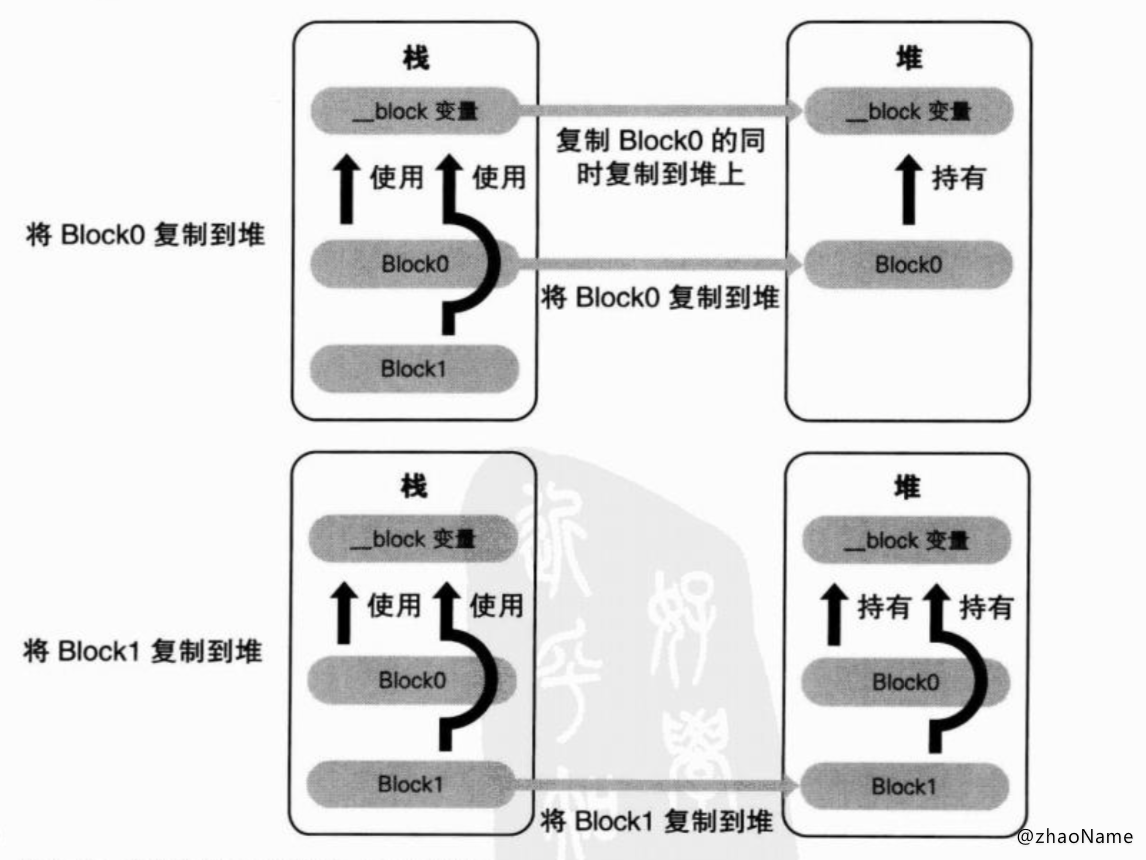 栈
堆
__block 变量
__block 变量
复制 Block0 的同
时复制到堆上
使用
使用
持有
将 Block0 复制到堆
Block0
Block0
将 Block0 复制到堆
Block1
栈
堆
__block 变量
__block 变量
使用
使用
持有
持有
将 Block1 复制到堆
Block0
Block0
Block1
Block1
将 Block1 复制到堆
@zhaoName